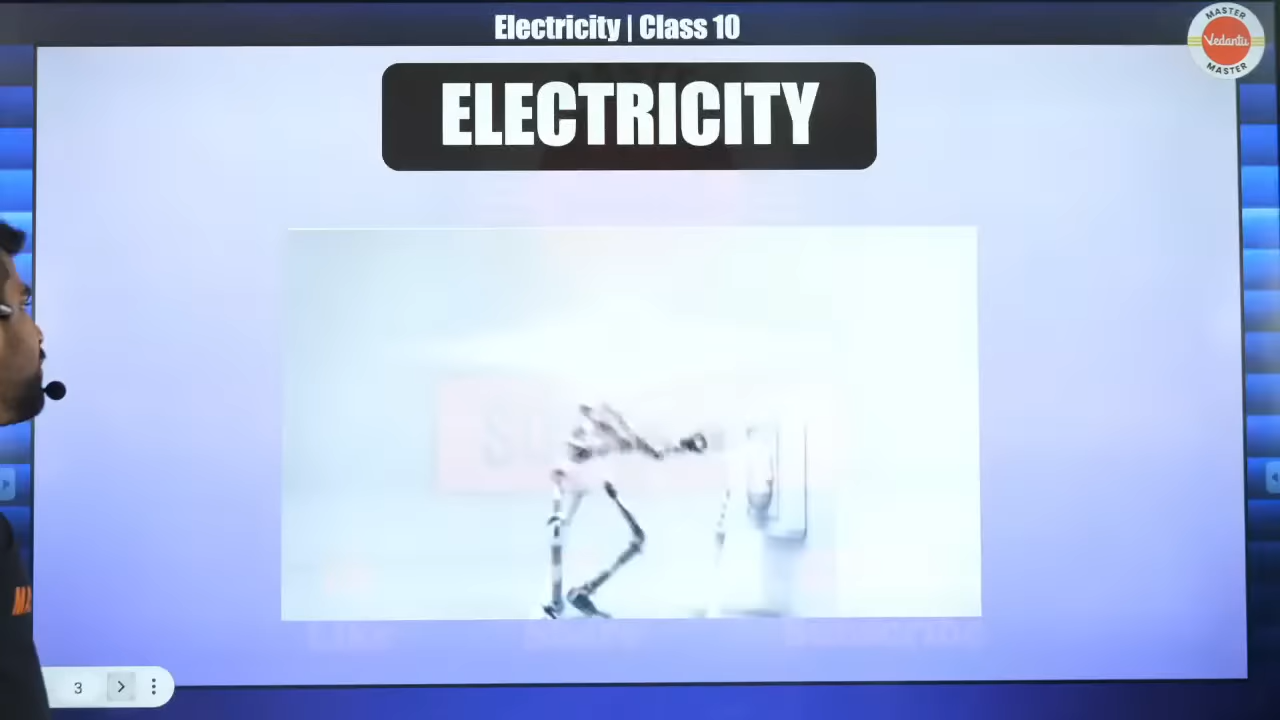 Electricity | Class 10
MASTER
Vedantu
MASTER
ELECTRICITY
3